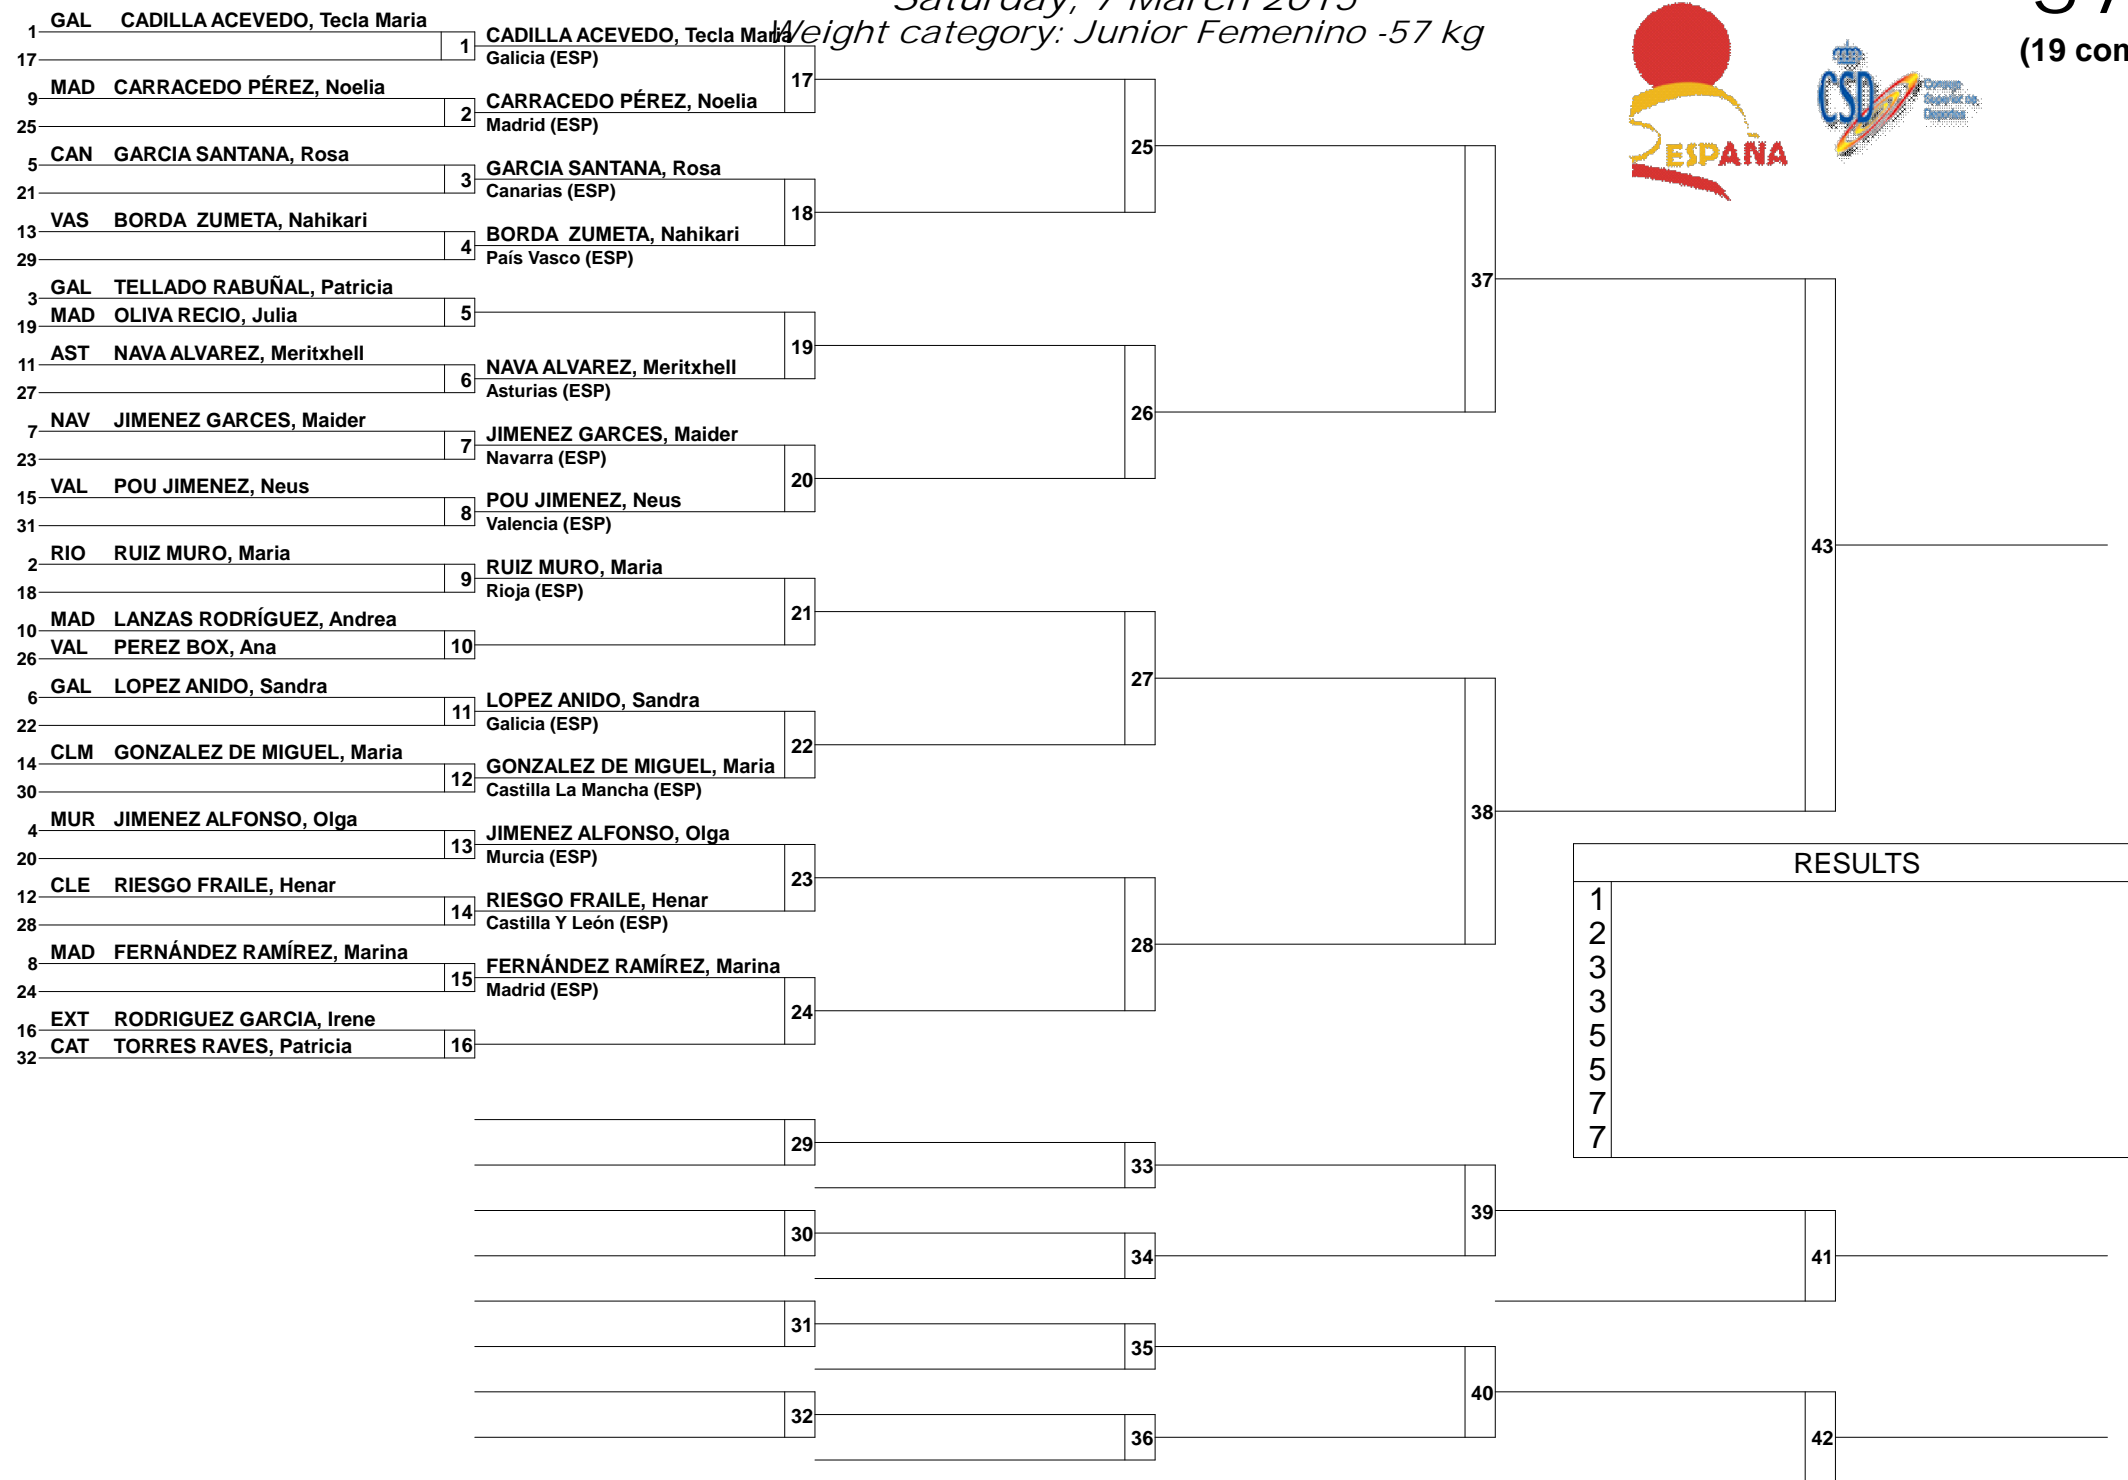 Saturday, 7 March 2015
Weight category: Junior Femenino -57 kg
(19 com
ESPAÑA
CSD
Consejo
Superior de
Deportes
1 GAL CADILLA ACEVEDO, Tecla Maria
17
1 CADILLA ACEVEDO, Tecla Maria
Galicia (ESP)
9 MAD CARRACEDO PÉREZ, Noelia
25
2 CARRACEDO PÉREZ, Noelia
Madrid (ESP)
17
5 CAN GARCIA SANTANA, Rosa
21
3 GARCIA SANTANA, Rosa
Canarias (ESP)
13 VAS BORDA ZUMETA, Nahikari
29
4 BORDA ZUMETA, Nahikari
País Vasco (ESP)
18
25
3 GAL TELLADO RABUÑAL, Patricia
19 MAD OLIVA RECIO, Julia
5
11 AST NAVA ALVAREZ, Meritxhell
27
6 NAVA ALVAREZ, Meritxhell
Asturias (ESP)
19
7 NAV JIMENEZ GARCES, Maider
23
7 JIMENEZ GARCES, Maider
Navarra (ESP)
15 VAL POU JIMENEZ, Neus
31
8 POU JIMENEZ, Neus
Valencia (ESP)
20
26
37
2 RIO RUIZ MURO, Maria
18
9 RUIZ MURO, Maria
Rioja (ESP)
10 MAD LANZAS RODRÍGUEZ, Andrea
26 VAL PEREZ BOX, Ana
10
21
6 GAL LOPEZ ANIDO, Sandra
22
11 LOPEZ ANIDO, Sandra
Galicia (ESP)
14 CLM GONZALEZ DE MIGUEL, Maria
30
12 GONZALEZ DE MIGUEL, Maria
Castilla La Mancha (ESP)
22
27
4 MUR JIMENEZ ALFONSO, Olga
20
13 JIMENEZ ALFONSO, Olga
Murcia (ESP)
12 CLE RIESGO FRAILE, Henar
28
14 RIESGO FRAILE, Henar
Castilla Y León (ESP)
23
8 MAD FERNÁNDEZ RAMÍREZ, Marina
24
15 FERNÁNDEZ RAMÍREZ, Marina
Madrid (ESP)
16 EXT RODRIGUEZ GARCIA, Irene
32 CAT TORRES RAVES, Patricia
16
24
28
38
43
RESULTS
1
2
3
3
5
5
7
7
29
33
30
34
39
41
31
35
32
36
40
42